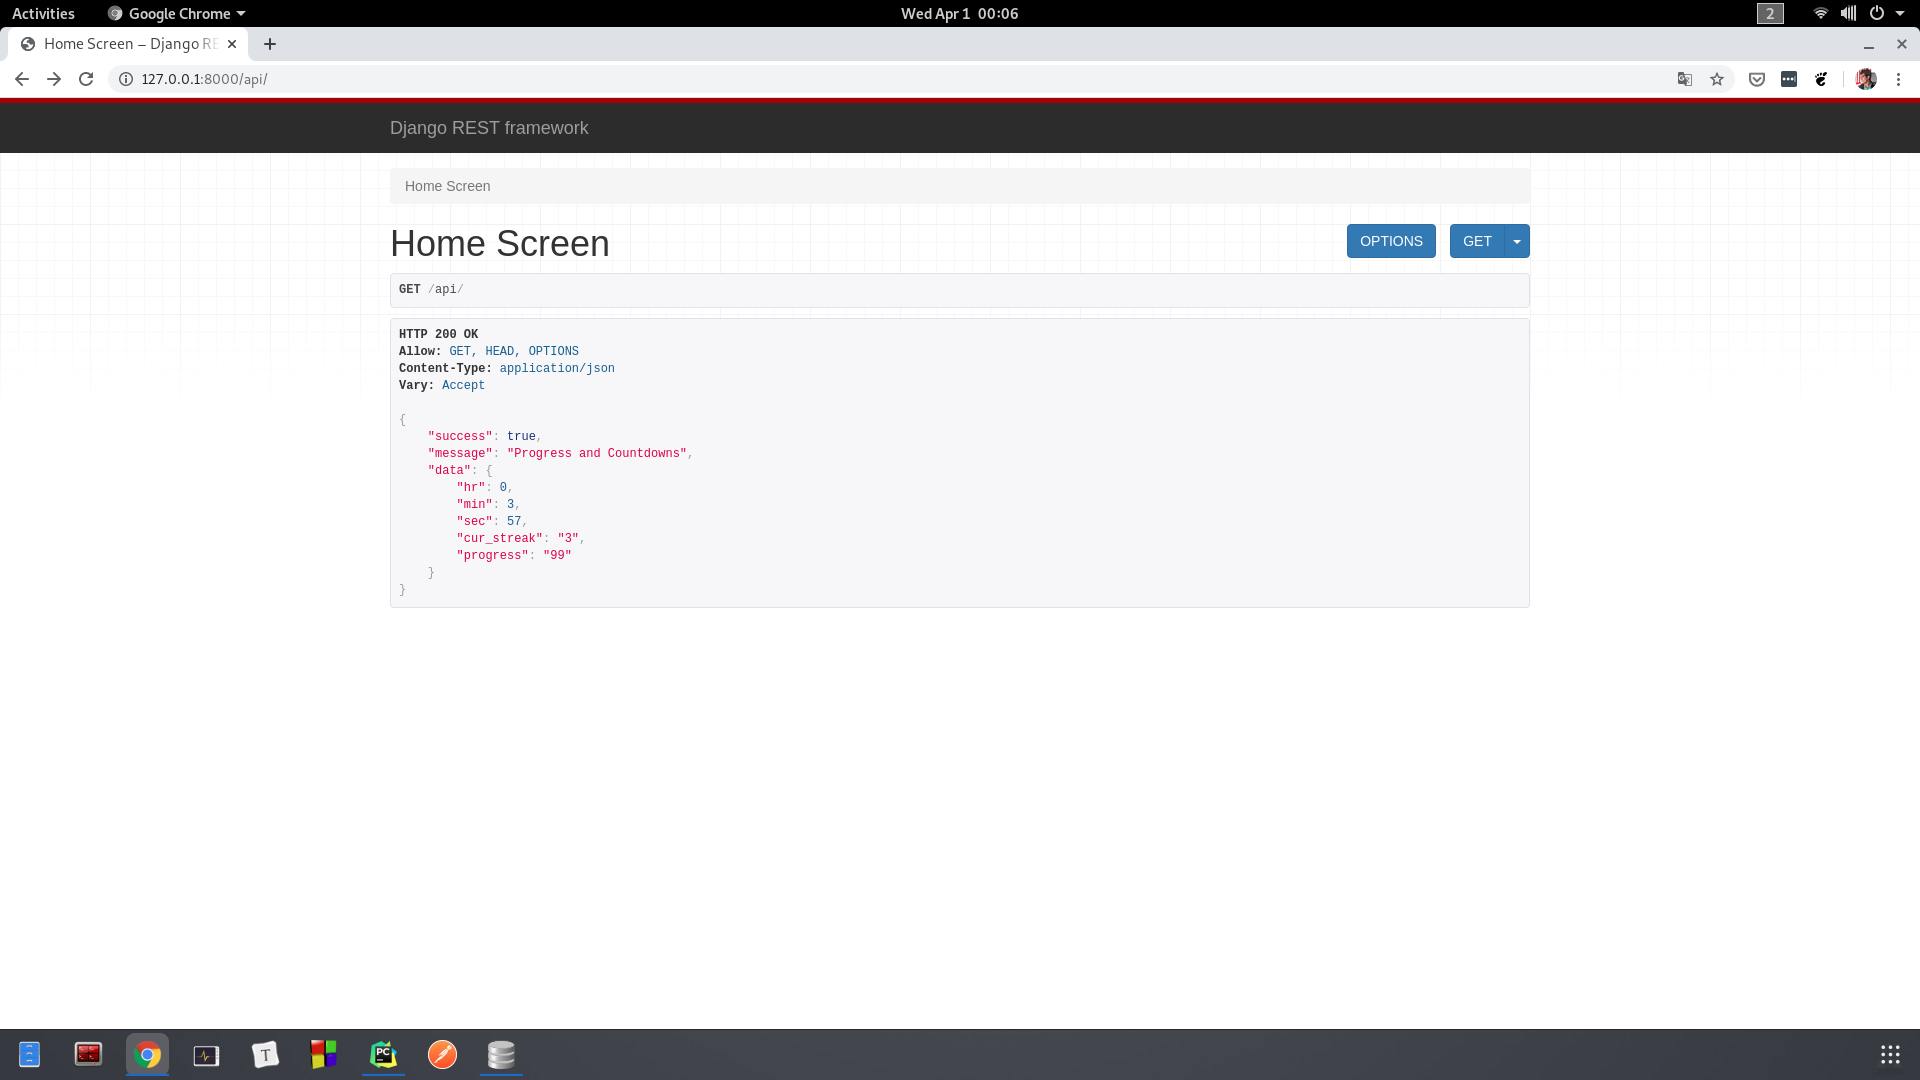 Activities
Google Chrome
Wed Apr 1 00:06
2
Home Screen – Django RE
127.0.0.1:8000/api/
Django REST framework
Home Screen
Home Screen
OPTIONS
GET
GET /api/
HTTP 200 OK
Allow: GET, HEAD, OPTIONS
Content-Type: application/json
Vary: Accept
{
    "success": true,
    "message": "Progress and Countdowns",
    "data": {
        "hr": 0,
        "min": 3,
        "sec": 57,
        "cur_streak": "3",
        "progress": "99"
    }
}
T
PC